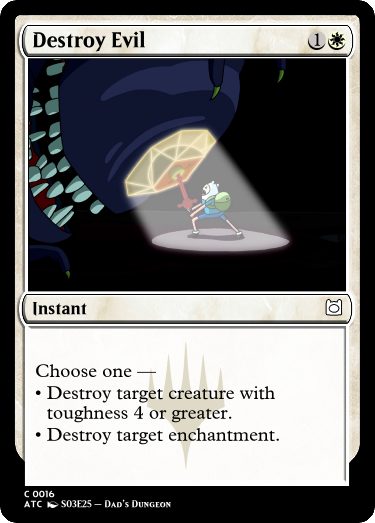 Destroy Evil 1
Instant
Choose one —
• Destroy target creature with
toughness 4 or greater.
• Destroy target enchantment.
C 0016
ATC S03E25 – Dad's Dungeon